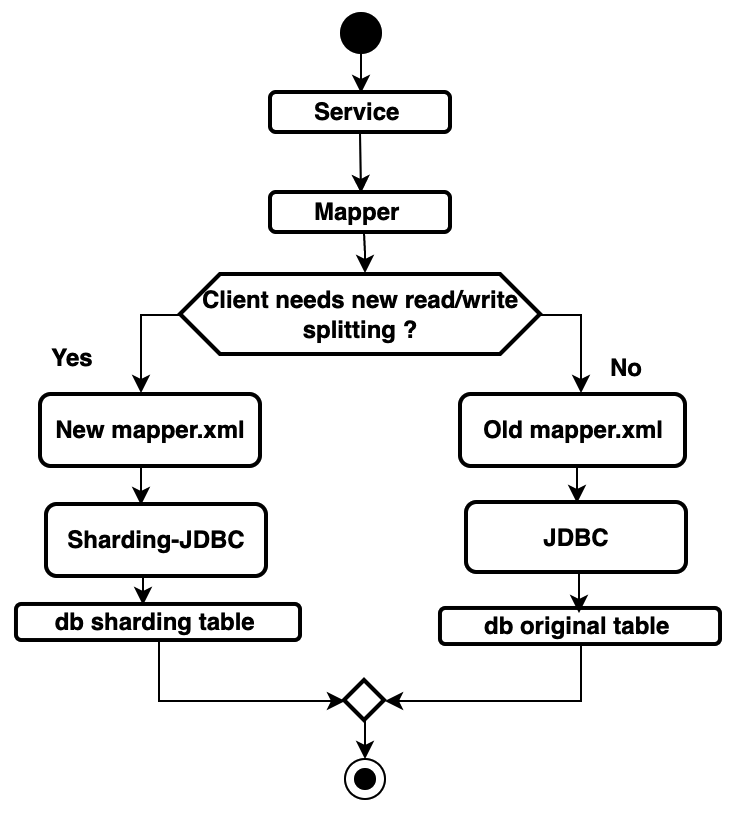 Service
Mapper
Client needs new read/write
splitting ?
Yes
No
New mapper.xml
Old mapper.xml
Sharding-JDBC
JDBC
db sharding table
db original table